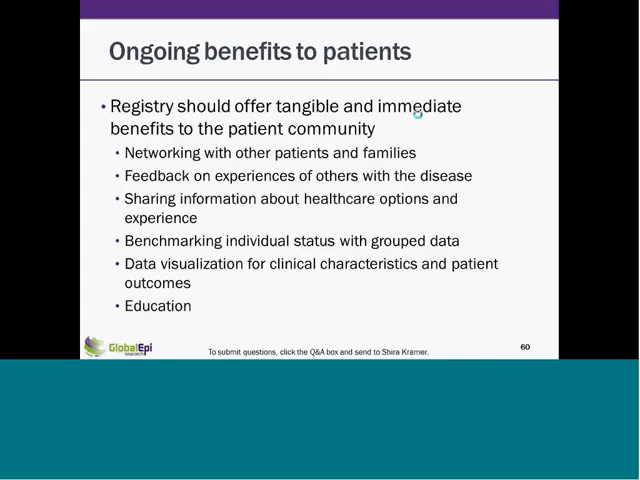 Ongoing benefits to patients
• Registry should offer tangible and immediate
benefits to the patient community
• Networking with other patients and families
• Feedback on experiences of others with the disease
• Sharing information about healthcare options and
experience
• Benchmarking individual status with grouped data
• Data visualization for clinical characteristics and patient
outcomes
• Education
GlobalEpi
research
To submit questions, click the Q&A box and send to Shira Kramer.
60